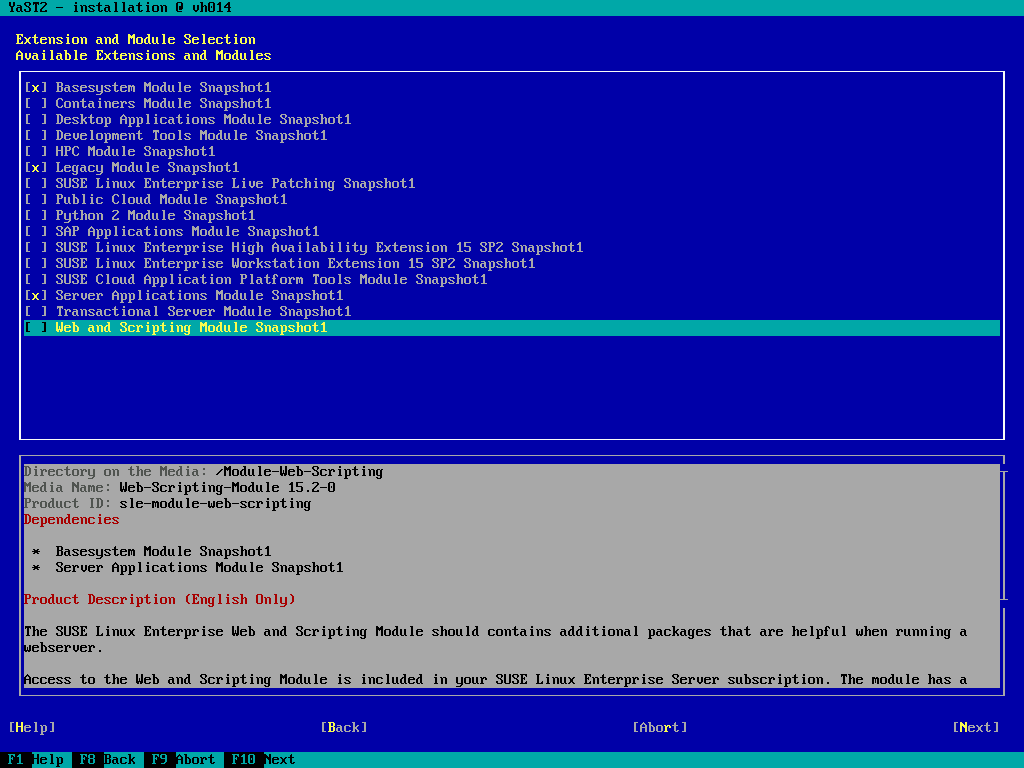 YaST2 - installation @ vh014
Extension and Module Selection
Available Extensions and Modules
[x] Basesystem Module Snapshot1
[ ] Containers Module Snapshot1
[ ] Desktop Applications Module Snapshot1
[ ] Development Tools Module Snapshot1
[ ] HPC Module Snapshot1
[x] Legacy Module Snapshot1
[ ] SUSE Linux Enterprise Live Patching Snapshot1
[ ] Public Cloud Module Snapshot1
[ ] Python 2 Module Snapshot1
[ ] SAP Applications Module Snapshot1
[ ] SUSE Linux Enterprise High Availability Extension 15 SP2 Snapshot1
[ ] SUSE Linux Enterprise Workstation Extension 15 SP2 Snapshot1
[ ] SUSE Cloud Application Platform Tools Module Snapshot1
[x] Server Applications Module Snapshot1
[ ] Transactional Server Module Snapshot1
[ ] Web and Scripting Module Snapshot1
Directory on the Media: /Module-Web-Scripting
Media Name: Web-Scripting-Module 15.2-0
Product ID: sle-module-web-scripting
Dependencies
* Basesystem Module Snapshot1
* Server Applications Module Snapshot1
Product Description (English Only)
The SUSE Linux Enterprise Web and Scripting Module should contains additional packages that are helpful when running a
webserver.
Access to the Web and Scripting Module is included in your SUSE Linux Enterprise Server subscription. The module has a
[Help] [Back] [Abort] [Next]
F1 Help F8 Back F9 Abort F10 Next